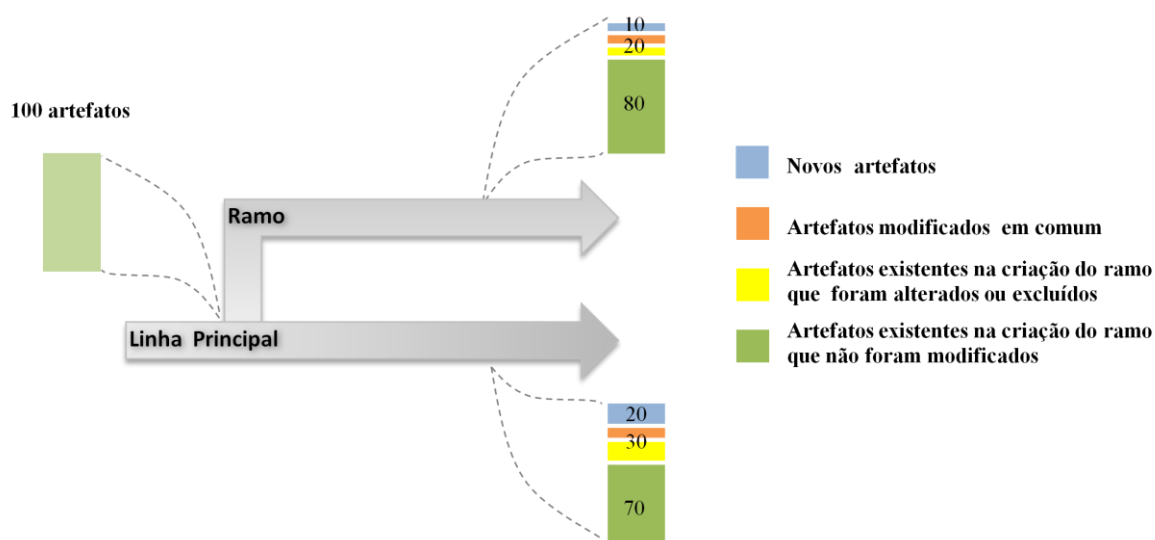 100 artefatos
10
20
80
Ramo
Linha Principal
20
30
70
Novos artefatos
Artefatos modificados em comum
Artefatos existentes na criação do ramo
que foram alterados ou excluídos
Artefatos existentes na criação do ramo
que não foram modificados